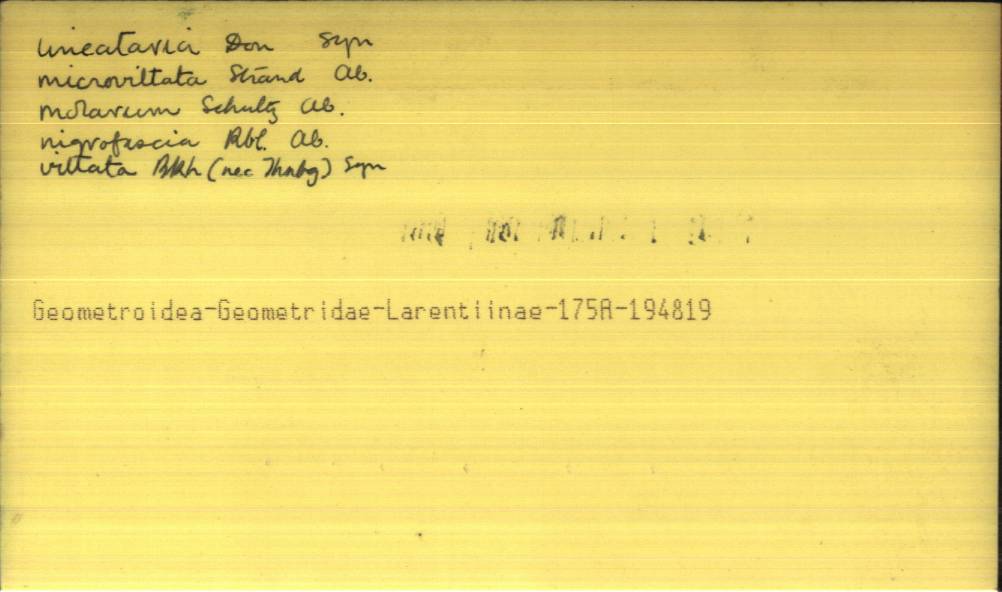 lineataria Don Syn
microvittata Strand Ab.
molarum Schultz Ab.
nigrofascia Rbl. Ab.
vittata Bkh (nec Thnbg) Syn
Geometroidea-Geometridae-Larentiinae-175A-194819